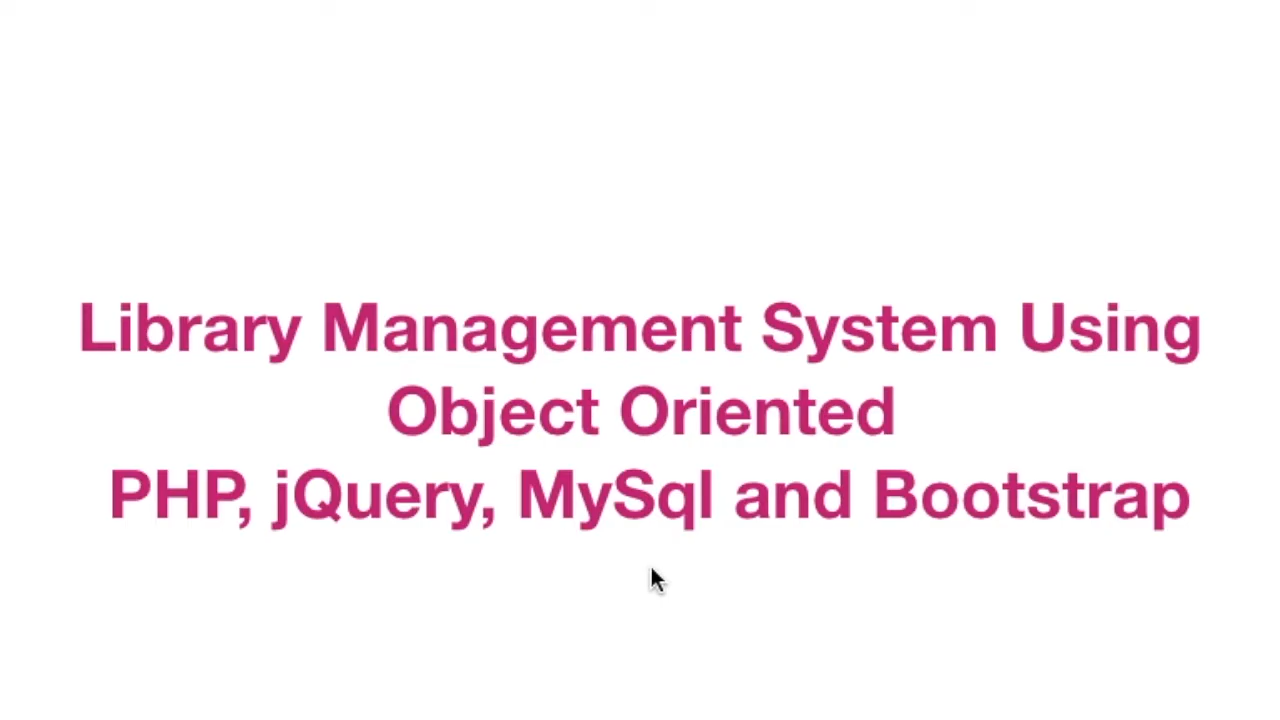 Library Management System Using
Object Oriented
PHP, jQuery, MySql and Bootstrap